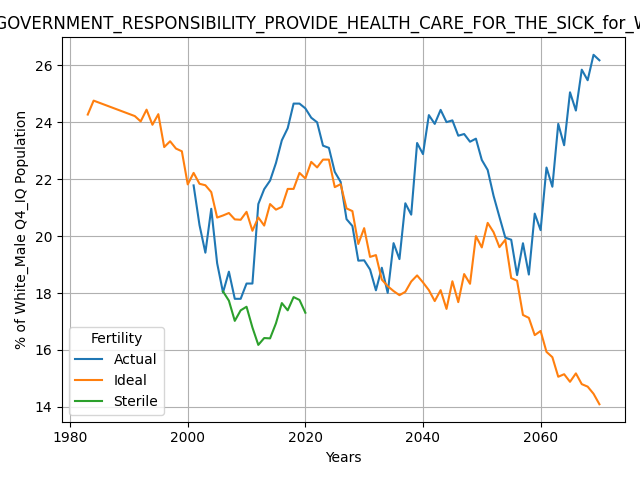 GOVERNMENT_RESPONSIBILITY_PROVIDE_HEALTH_CARE_FOR_THE_SICK_for_W
% of White_Male Q4_IQ Population
26
24
22
20
18
16
14
Fertility
Actual
Ideal
Sterile
1980 2000 2020 2040 2060
Years